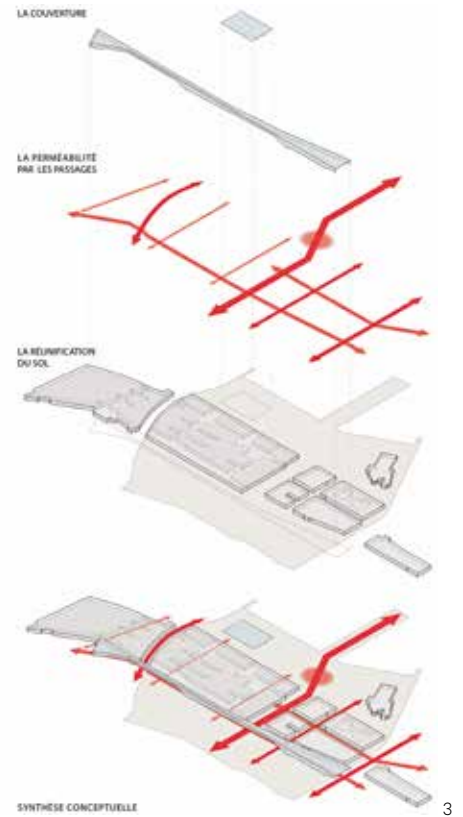 LA COUVERTURE
LA PERMÉABILITÉ
PAR LES PASSAGES
LA RÉUNIFICATION
DU SOL
SYNTHÈSE CONCEPTUELLE
3